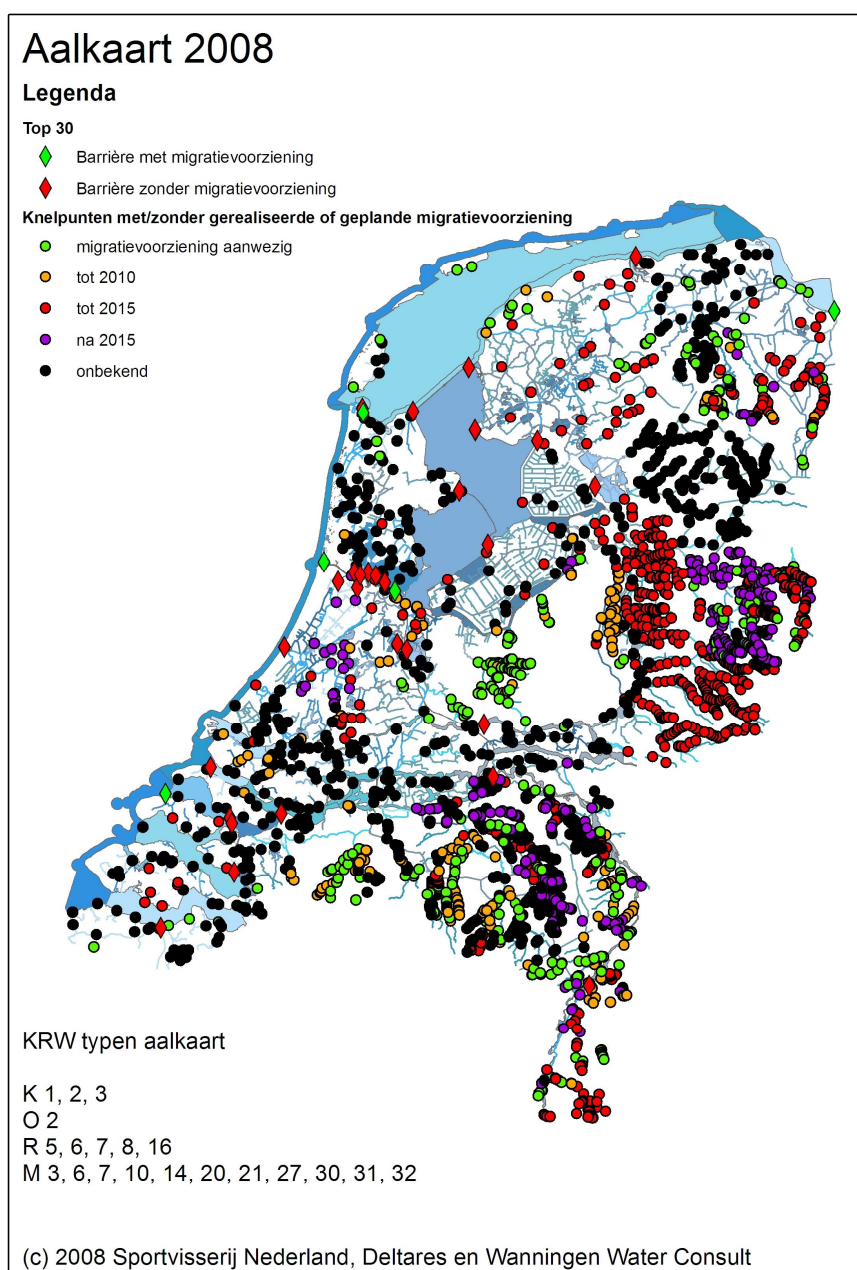 Aalkaart 2008
Legenda
Top 30
Barrière met migratievoorziening
Barrière zonder migratievoorziening
Knelpunten met/zonder gerealiseerde of geplande migratievoorziening
migratievoorziening aanwezig
tot 2010
tot 2015
na 2015
onbekend
KRW typen aalkaart
K 1, 2, 3
O 2
R 5, 6, 7, 8, 16
M 3, 6, 7, 10, 14, 20, 21, 27, 30, 31, 32
(c) 2008 Sportvisserij Nederland, Deltares en Wanningen Water Consult